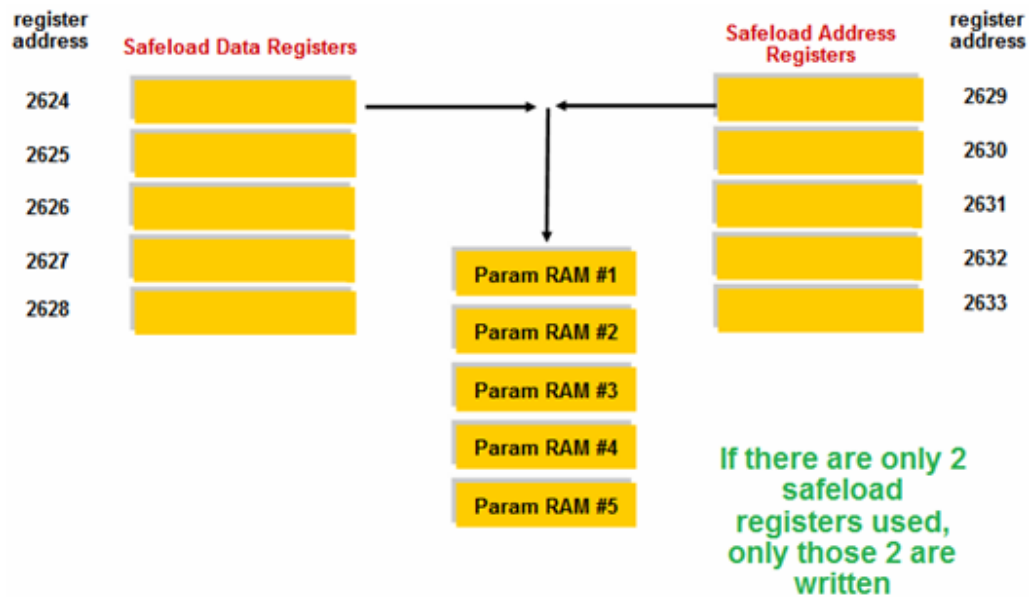 register
address
Safeload Data Registers
2624
2625
2626
2627
2628
Safeload Address
Registers
register
address
2629
2630
2631
2632
2633
Param RAM #1
Param RAM #2
Param RAM #3
Param RAM #4
Param RAM #5
If there are only 2
safeload
registers used,
only those 2 are
written